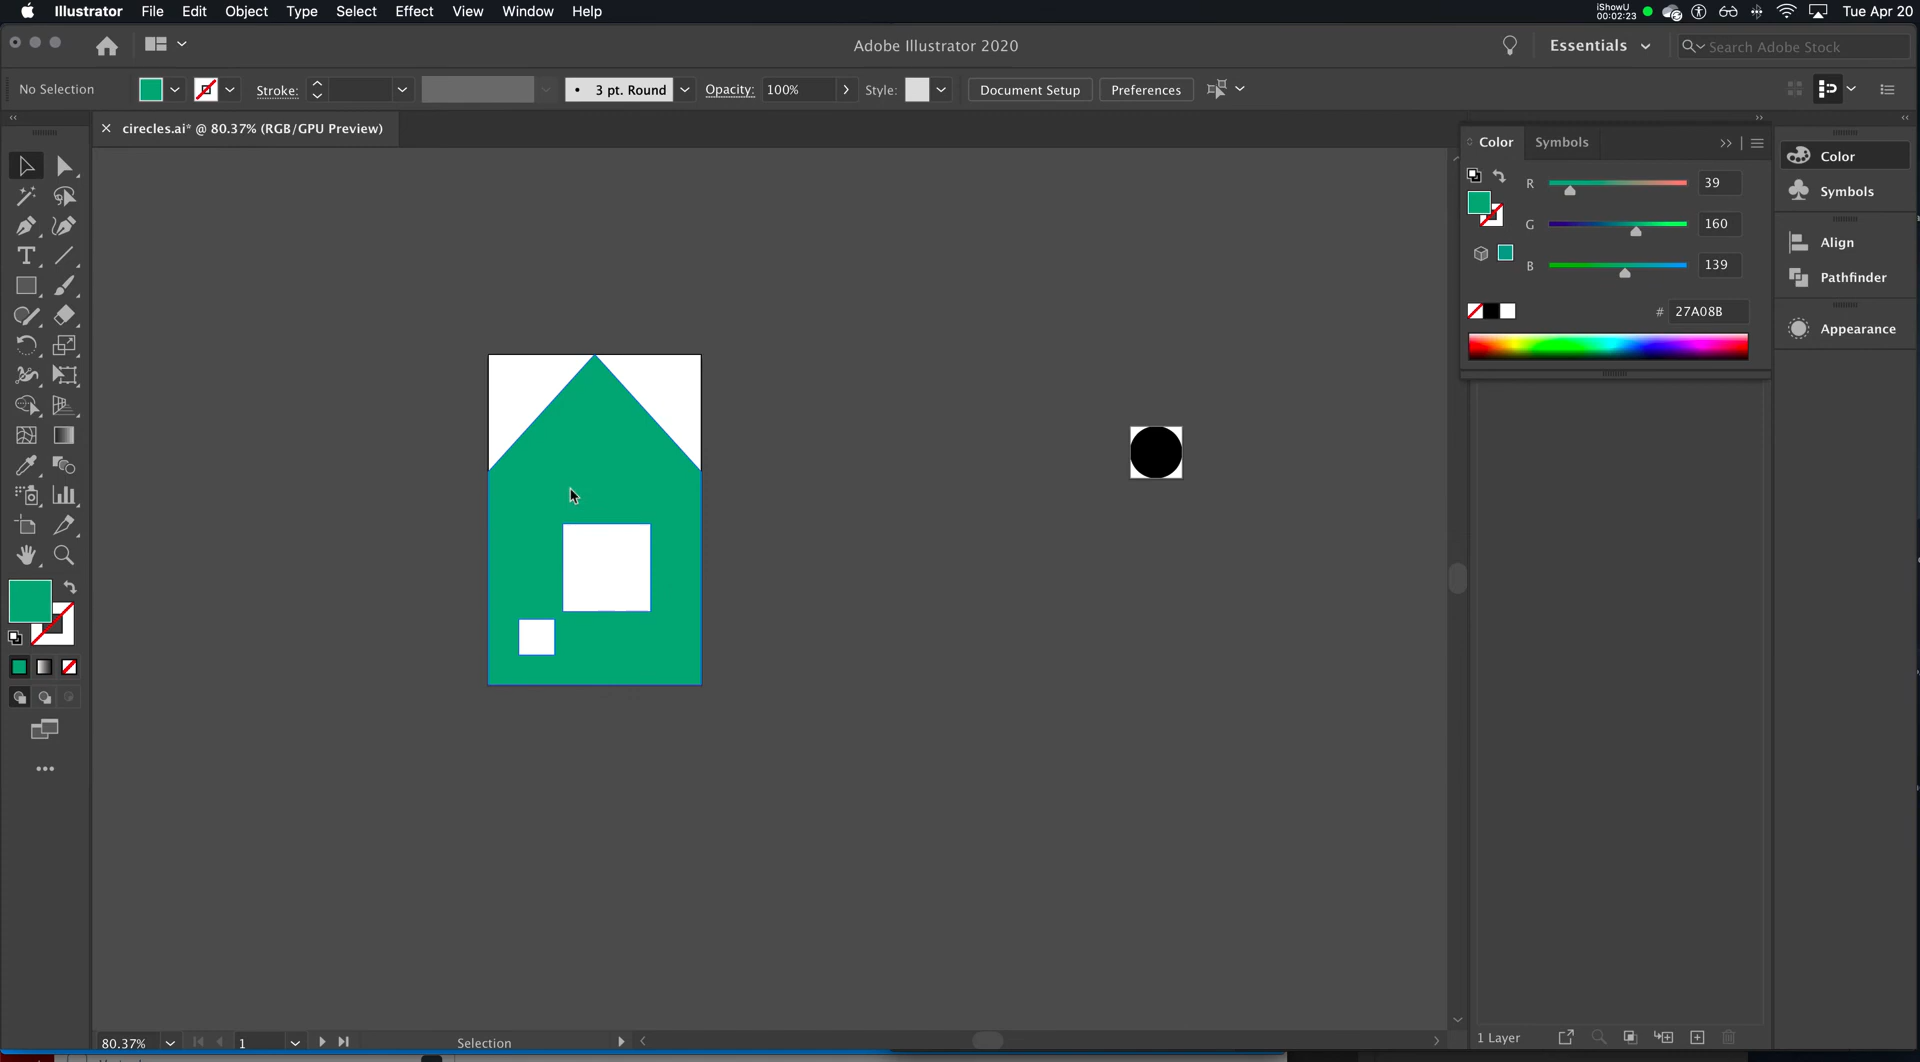 Illustrator File Edit Object Type Select Effect View Window Help iShowU 00:02:23 Tue Apr 20
Adobe Illustrator 2020 Essentials Search Adobe Stock
No Selection Stroke: • 3 pt. Round Opacity: 100% Style: Document Setup Preferences
cirecles.ai* @ 80.37% (RGB/GPU Preview)
Color Symbols
R 39
G 160
B 139
# 27A08B
Color
Symbols
Align
Pathfinder
Appearance
80.37% 1 Selection
1 Layer